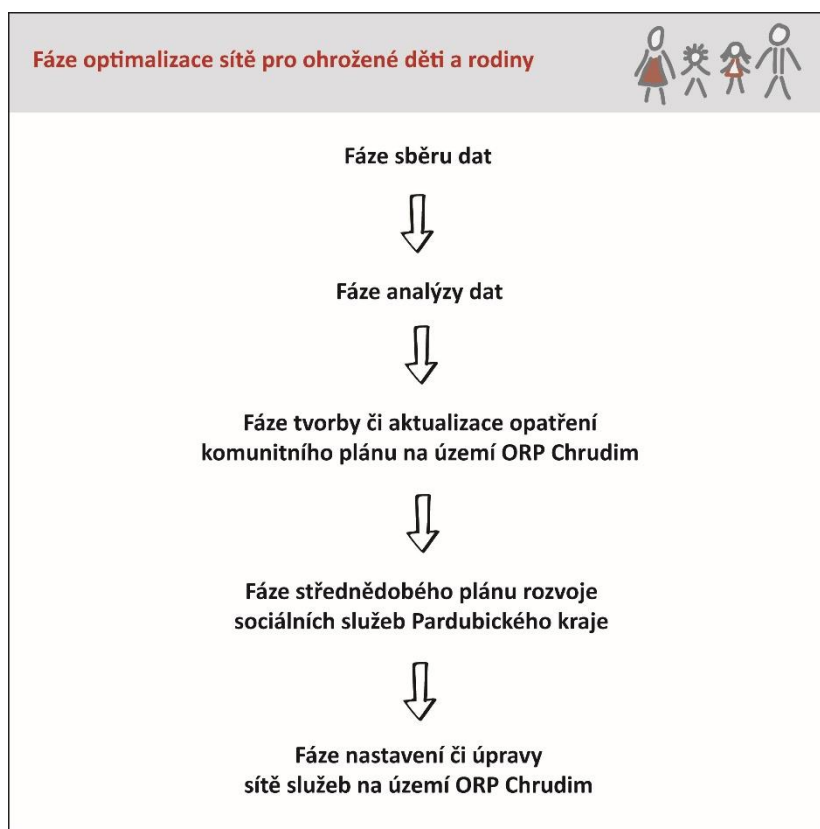 Fáze optimalizace sítě pro ohrožené děti a rodiny
Fáze sběru dat
Fáze analýzy dat
Fáze tvorby či aktualizace opatření
komunitního plánu na území ORP Chrudim
Fáze střednědobého plánu rozvoje
sociálních služeb Pardubického kraje
Fáze nastavení či úpravy
sítě služeb na území ORP Chrudim